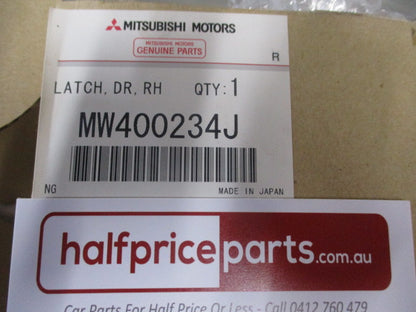 MITSUBISHI MOTORS
MITSUBISHI MOTORS
GENUINE PARTS
R
LATCH, DR, RH QTY:1
MW400234J
NG MADE IN JAPAN
halfpriceparts.com.au
Car Parts For Half Price Or Less - Call 0412 760 479